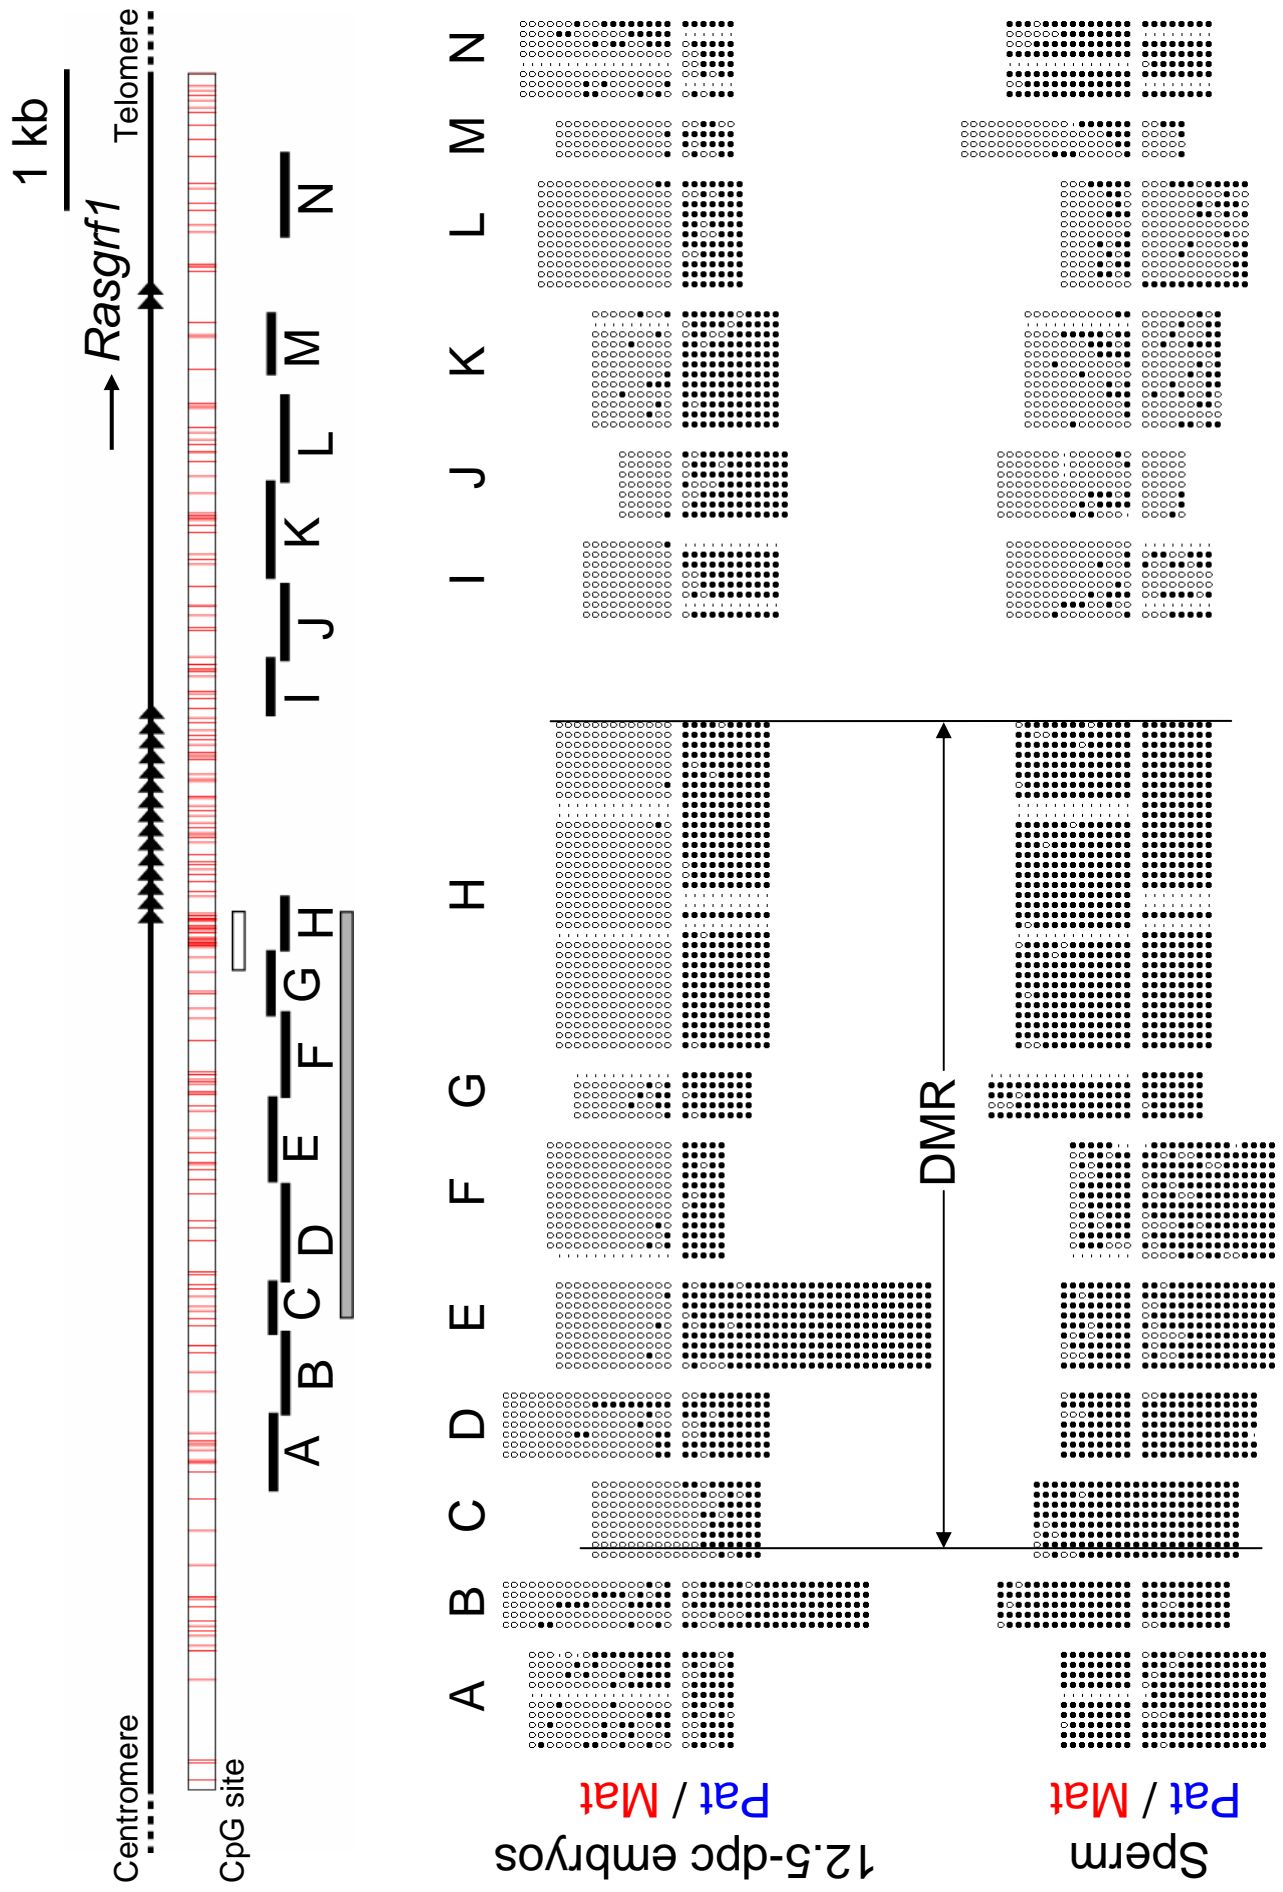 1 kb
Centromere
Telomere
Rasgrf1
CpG site
A B C D E F G H I J K L M N
A B C D E F G H I J K L M N
12.5-dpc embryos
Pat / Mat
DMR
Sperm
Pat / Mat